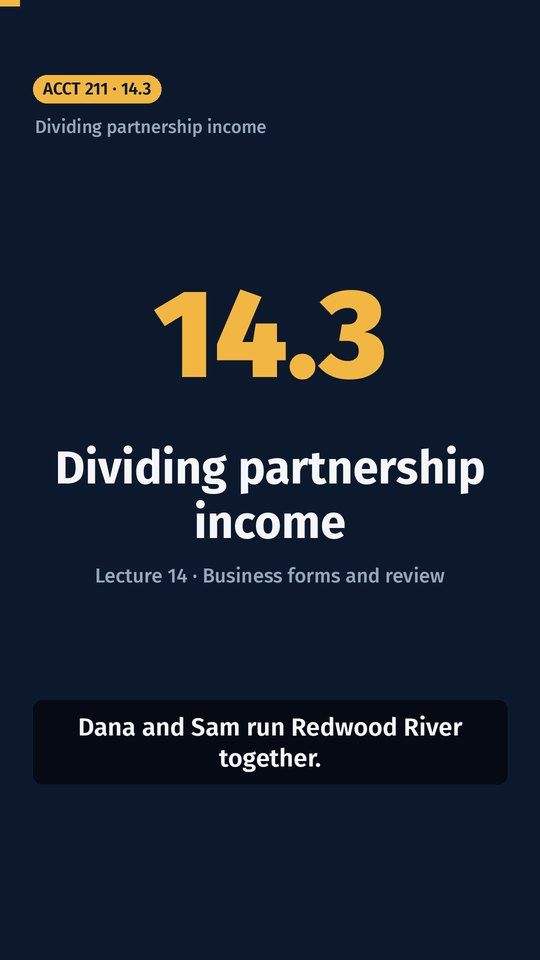 ACCT 211 · 14.3
Dividing partnership income
14.3
Dividing partnership
income
Lecture 14 · Business forms and review
Dana and Sam run Redwood River
together.